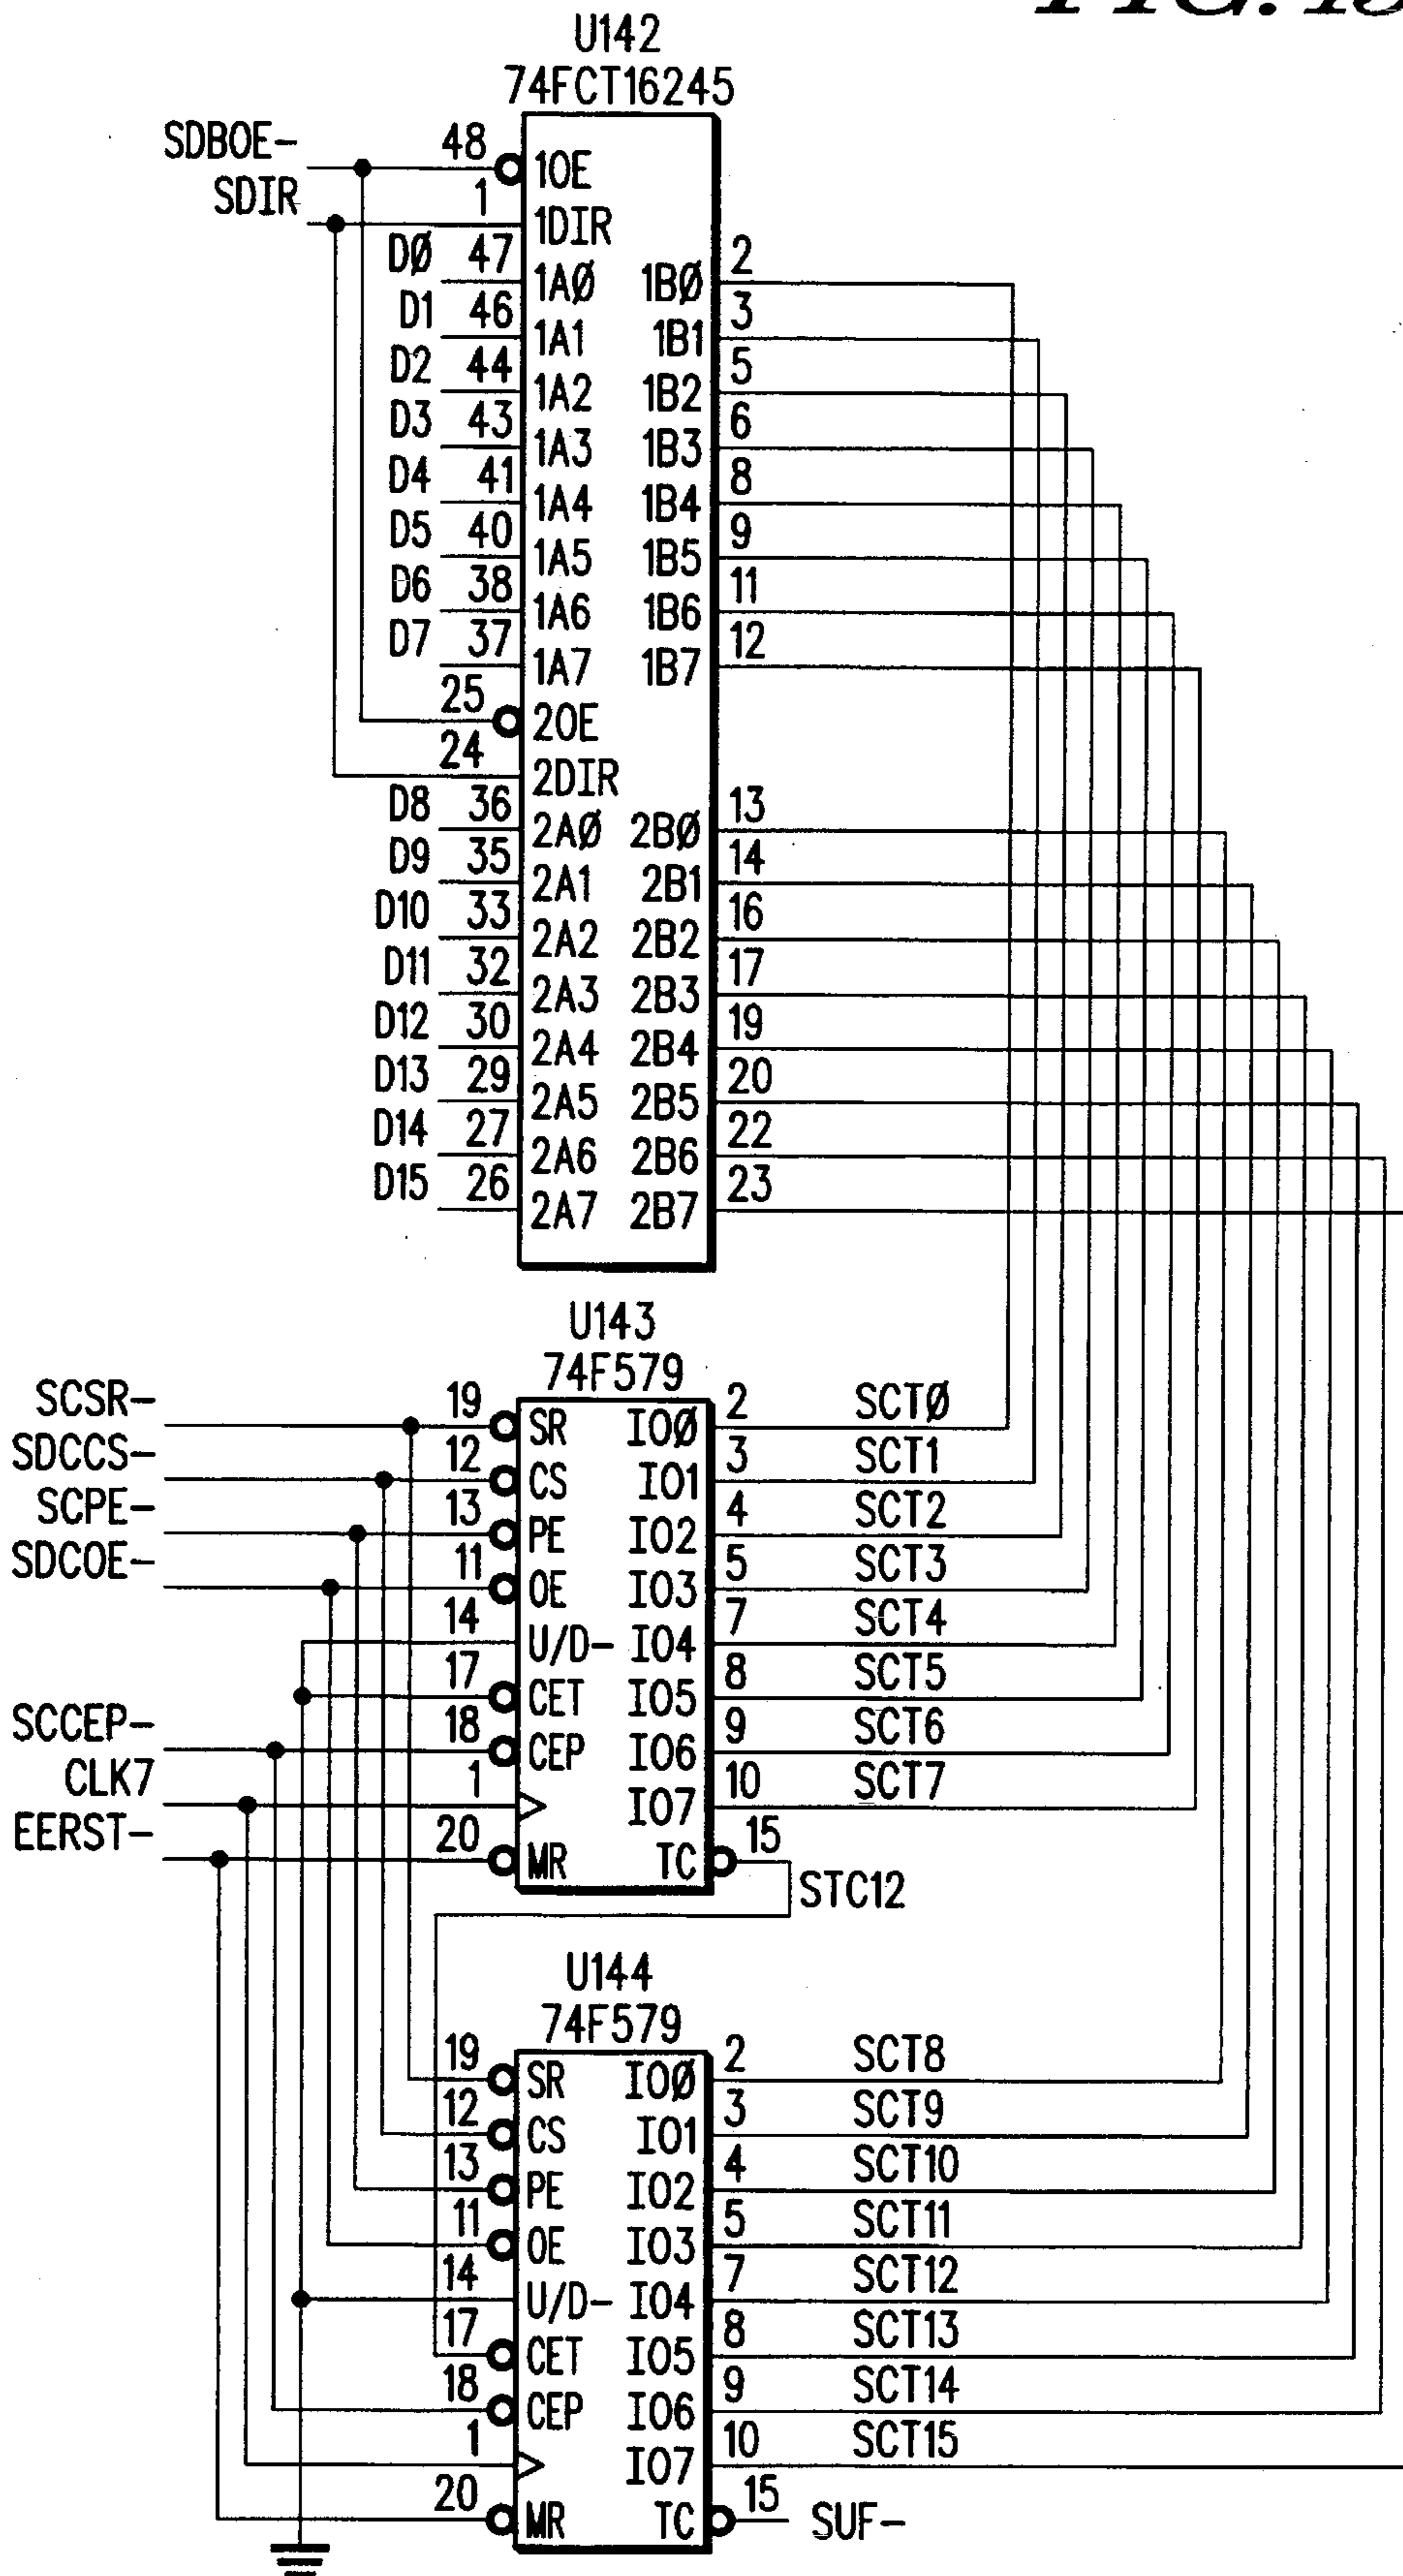 U142
74FCT16245
SDBOE- 48 1OE
SDIR 1 1DIR
DØ 47 1AØ 1BØ 2
D1 46 1A1 1B1 3
D2 44 1A2 1B2 5
D3 43 1A3 1B3 6
D4 41 1A4 1B4 8
D5 40 1A5 1B5 9
D6 38 1A6 1B6 11
D7 37 1A7 1B7 12
25 2OE
24 2DIR
D8 36 2AØ 2BØ 13
D9 35 2A1 2B1 14
D10 33 2A2 2B2 16
D11 32 2A3 2B3 17
D12 30 2A4 2B4 19
D13 29 2A5 2B5 20
D14 27 2A6 2B6 22
D15 26 2A7 2B7 23
U143
74F579
SCSR- 19 SR IOØ 2 SCTØ
SDCCS- 12 CS IO1 3 SCT1
SCPE- 13 PE IO2 4 SCT2
SDCOE- 11 OE IO3 5 SCT3
14 U/D- IO4 7 SCT4
17 CET IO5 8 SCT5
SCCEP- 18 CEP IO6 9 SCT6
CLK7 1 IO7 10 SCT7
EERST- 20 MR TC 15
STC12
U144
74F579
19 SR IOØ 2 SCT8
12 CS IO1 3 SCT9
13 PE IO2 4 SCT10
11 OE IO3 5 SCT11
14 U/D- IO4 7 SCT12
17 CET IO5 8 SCT13
18 CEP IO6 9 SCT14
1 IO7 10 SCT15
20 MR TC 15 SUF-